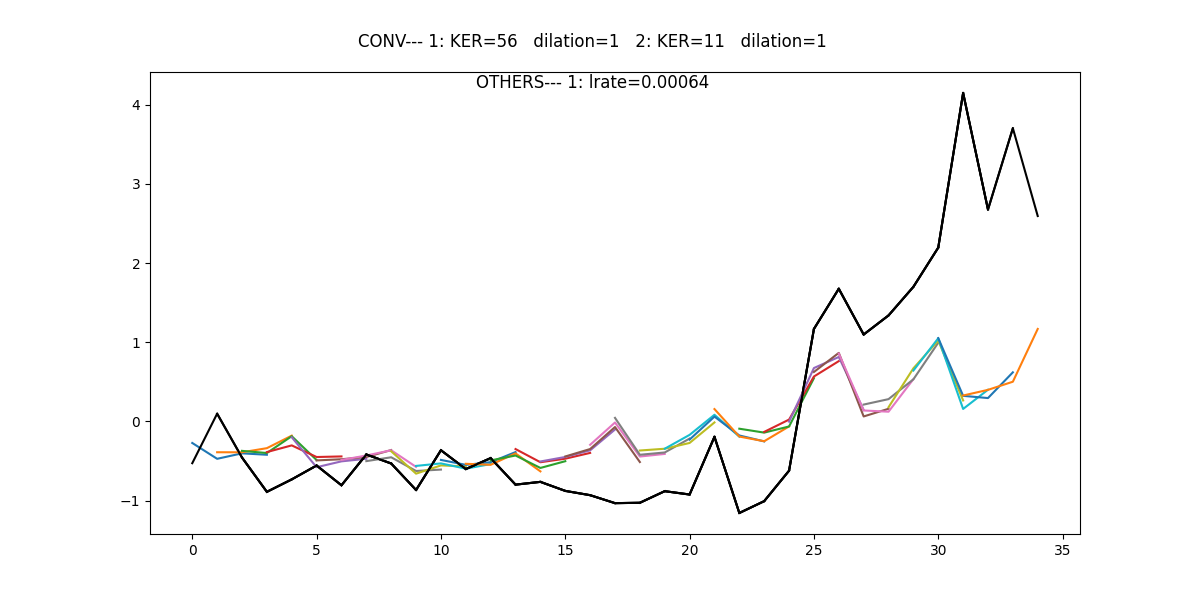 CONV--- 1: KER=56   dilation=1   2: KER=11   dilation=1
OTHERS--- 1: lrate=0.00064
4
3
2
1
0
−1
0 5 10 15 20 25 30 35